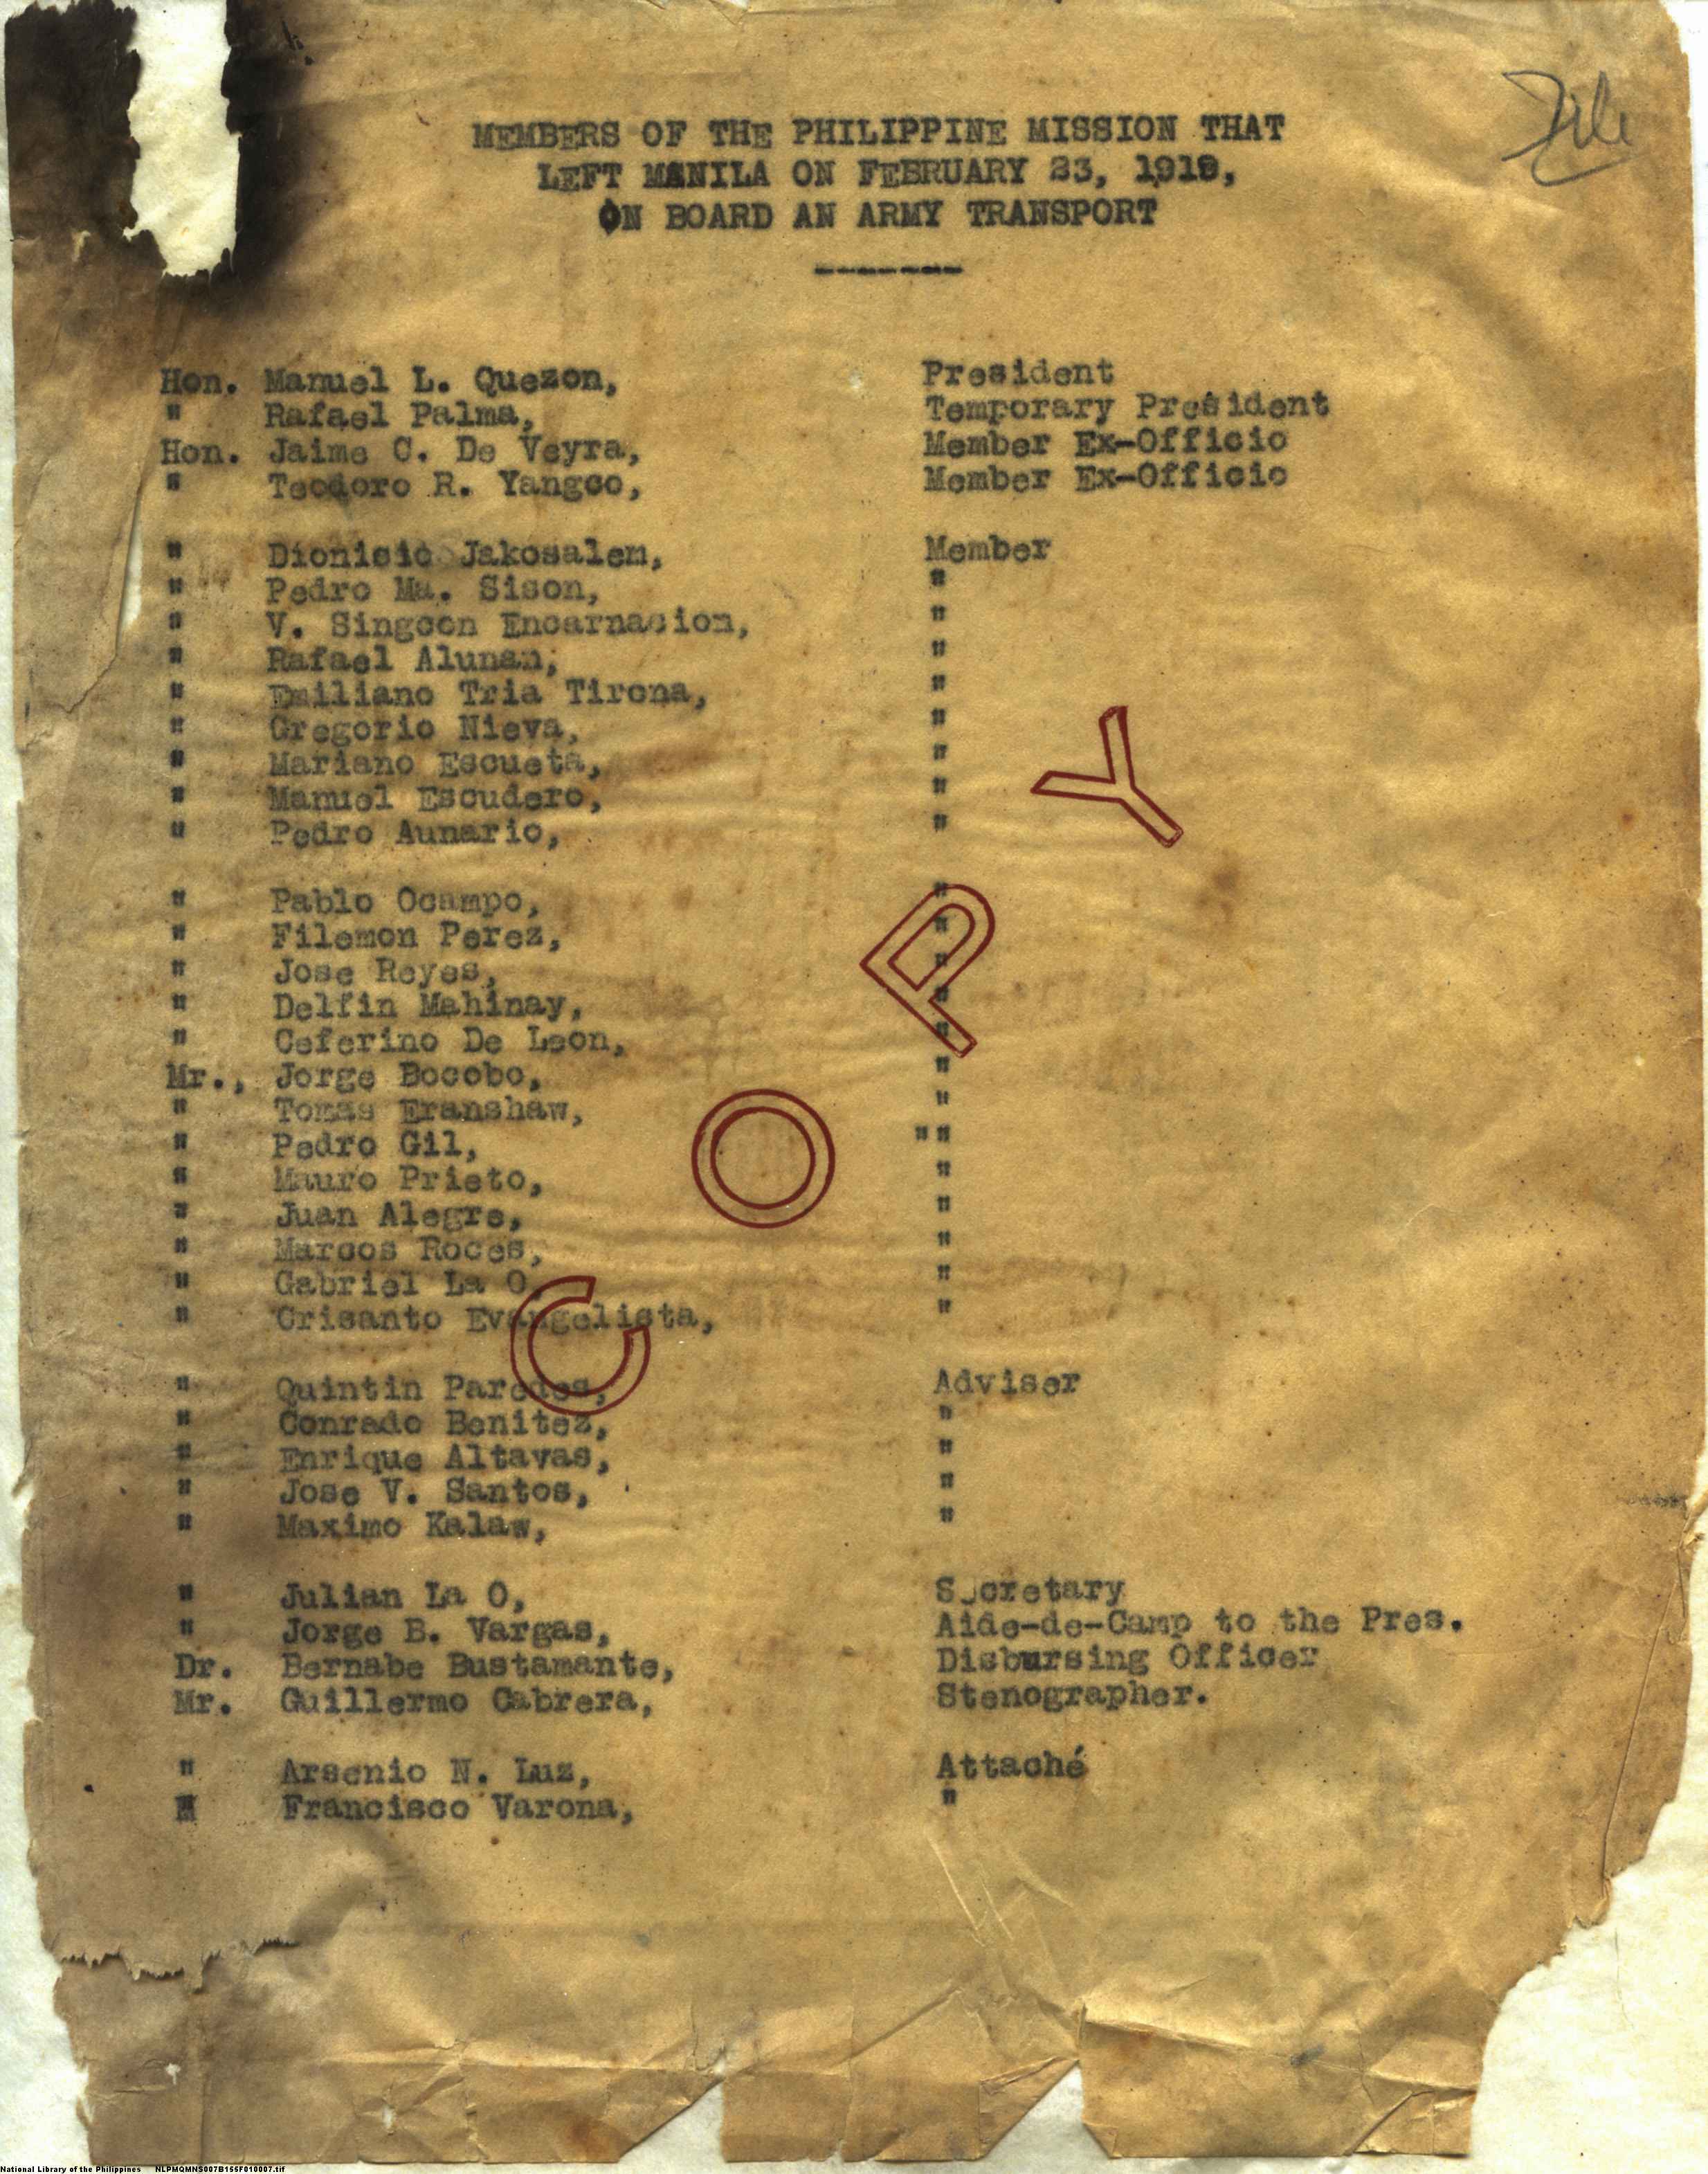 File
MEMBERS OF THE PHILIPPINE MISSION THAT
LEFT MANILA ON FEBRUARY 23, 1919,
ON BOARD AN ARMY TRANSPORT
-------
Hon. Manuel L. Quezon, President
" Rafael Palma, Temporary President
Hon. Jaime C. De Veyra, Member Ex-Officio
" Teodoro R. Yangco, Member Ex-Officio
" Dionisio Jakosalem, Member
" Pedro Ma. Sison, "
" V. Singcon Encarnacion, "
" Rafael Alunan, "
" Emiliano Tria Tirona, "
" Gregorio Nieva, "
" Mariano Escueta, "
" Manuel Escudero, "
" Pedro Aunario, "
" Pablo Ocampo, "
" Filemon Perez, "
" Jose Reyes, "
" Delfin Mahinay, "
" Ceferino De Leon, "
Mr., Jorge Bocobo, "
" Tomas Eranshaw, "
" Pedro Gil, ""
" Mauro Prieto, "
" Juan Alegre, "
" Marcos Roces, "
" Gabriel La O, "
" Crisanto Evangelista, "
" Quintin Paredes, Adviser
" Conrado Benitez, "
" Enrique Altavas, "
" Jose V. Santos, "
" Maximo Kalaw, "
" Julian La O, Secretary
" Jorge B. Vargas, Aide-de-Camp to the Pres.
Dr. Bernabe Bustamante, Disbursing Officer
Mr. Guillermo Cabrera, Stenographer.
" Arsenio N. Luz, Attaché
" Francisco Varona, "
COPY
National Library of the Philippines NLPMQMNS007B155F010007.tif